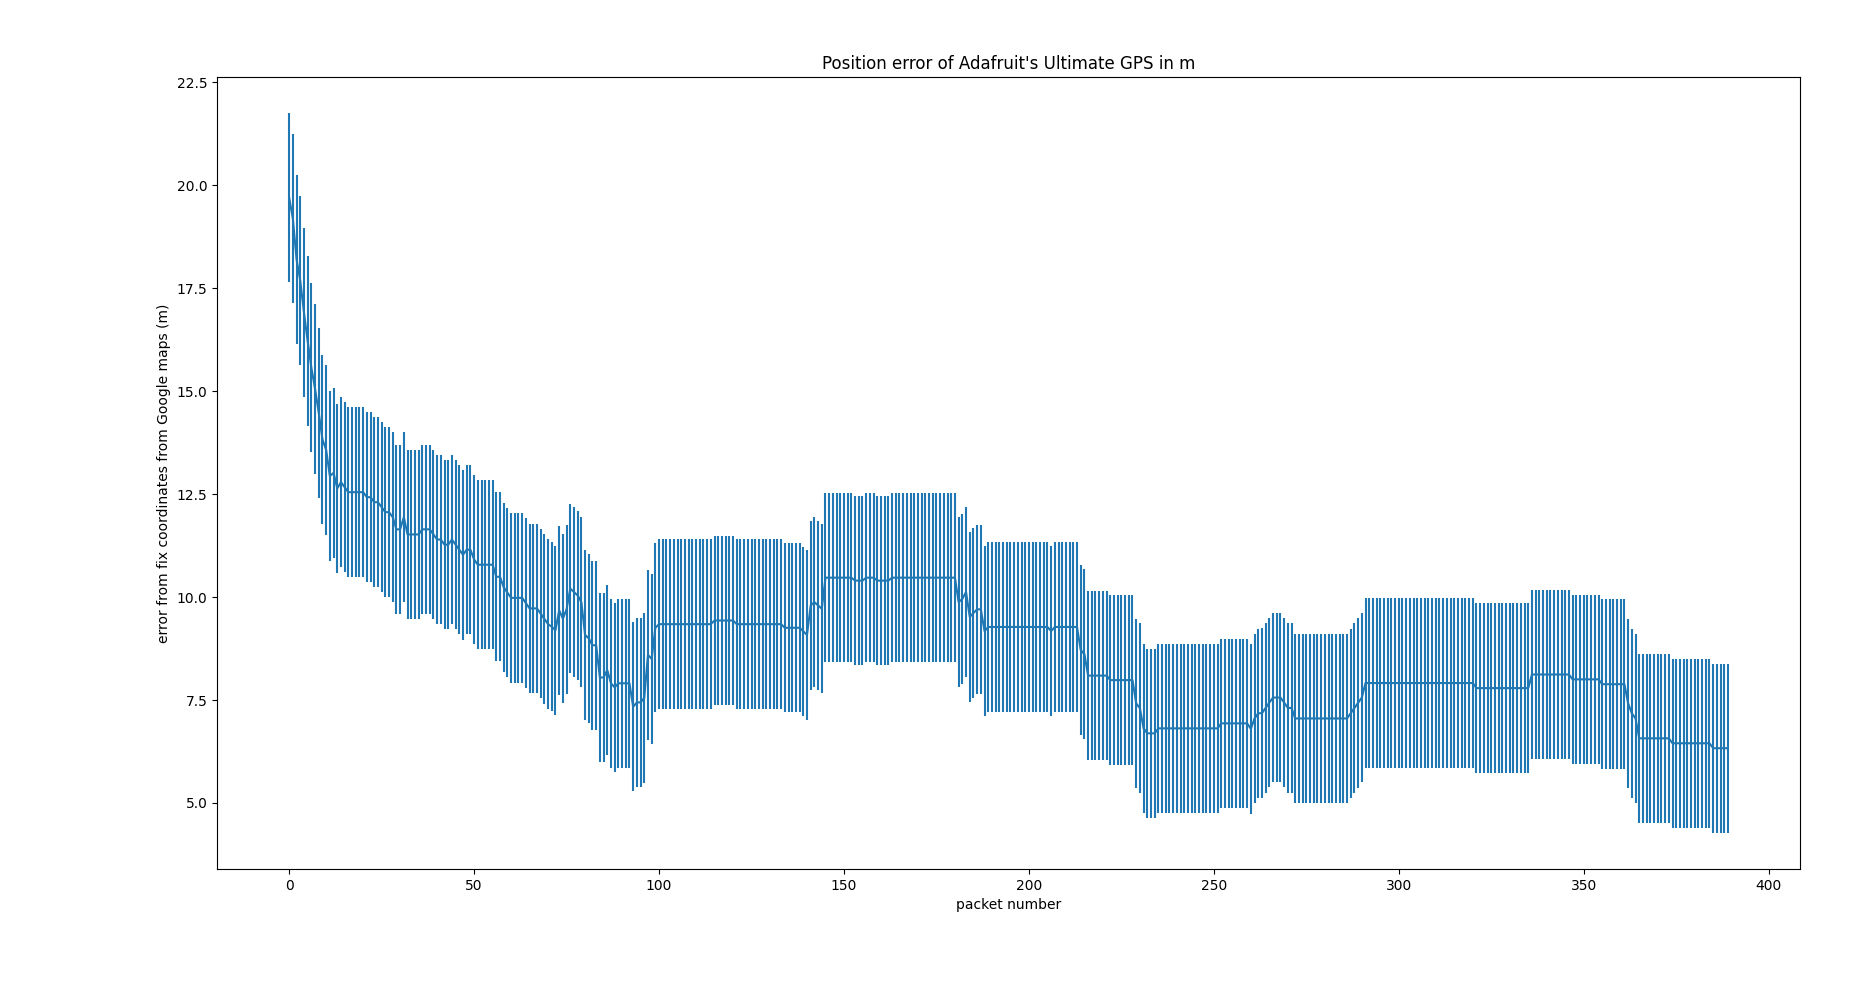 Position error of Adafruit's Ultimate GPS in m
error from fix coordinates from Google maps (m)
22.5
20.0
17.5
15.0
12.5
10.0
7.5
5.0
0 50 100 150 200 250 300 350 400
packet number